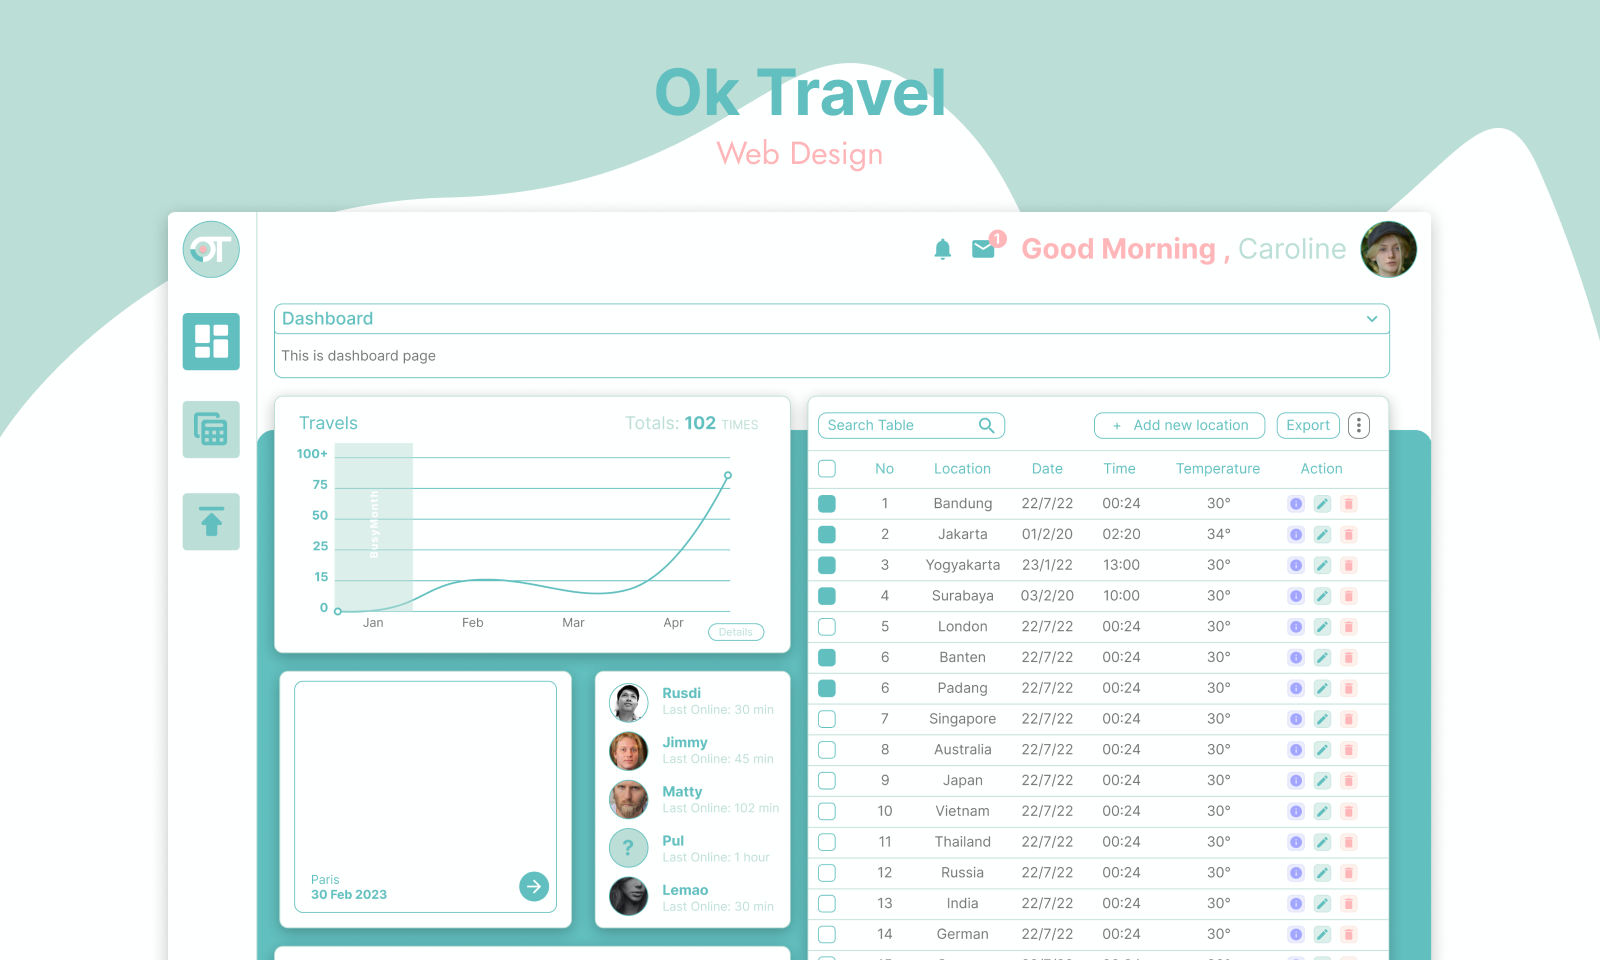 Ok Travel
Web Design
OT
1
Good Morning , Caroline
Dashboard
This is dashboard page
Travels
Totals: 102 TIMES
100+
75
50
25
15
0
BusyMonth
Jan Feb Mar Apr
Details
Paris
30 Feb 2023
Rusdi
Last Online: 30 min
Jimmy
Last Online: 45 min
Matty
Last Online: 102 min
?
Pul
Last Online: 1 hour
Lemao
Last Online: 30 min
Search Table + Add new location Export
No Location Date Time Temperature Action
1 Bandung 22/7/22 00:24 30°
2 Jakarta 01/2/20 02:20 34°
3 Yogyakarta 23/1/22 13:00 30°
4 Surabaya 03/2/20 10:00 30°
5 London 22/7/22 00:24 30°
6 Banten 22/7/22 00:24 30°
6 Padang 22/7/22 00:24 30°
7 Singapore 22/7/22 00:24 30°
8 Australia 22/7/22 00:24 30°
9 Japan 22/7/22 00:24 30°
10 Vietnam 22/7/22 00:24 30°
11 Thailand 22/7/22 00:24 30°
12 Russia 22/7/22 00:24 30°
13 India 22/7/22 00:24 30°
14 German 22/7/22 00:24 30°